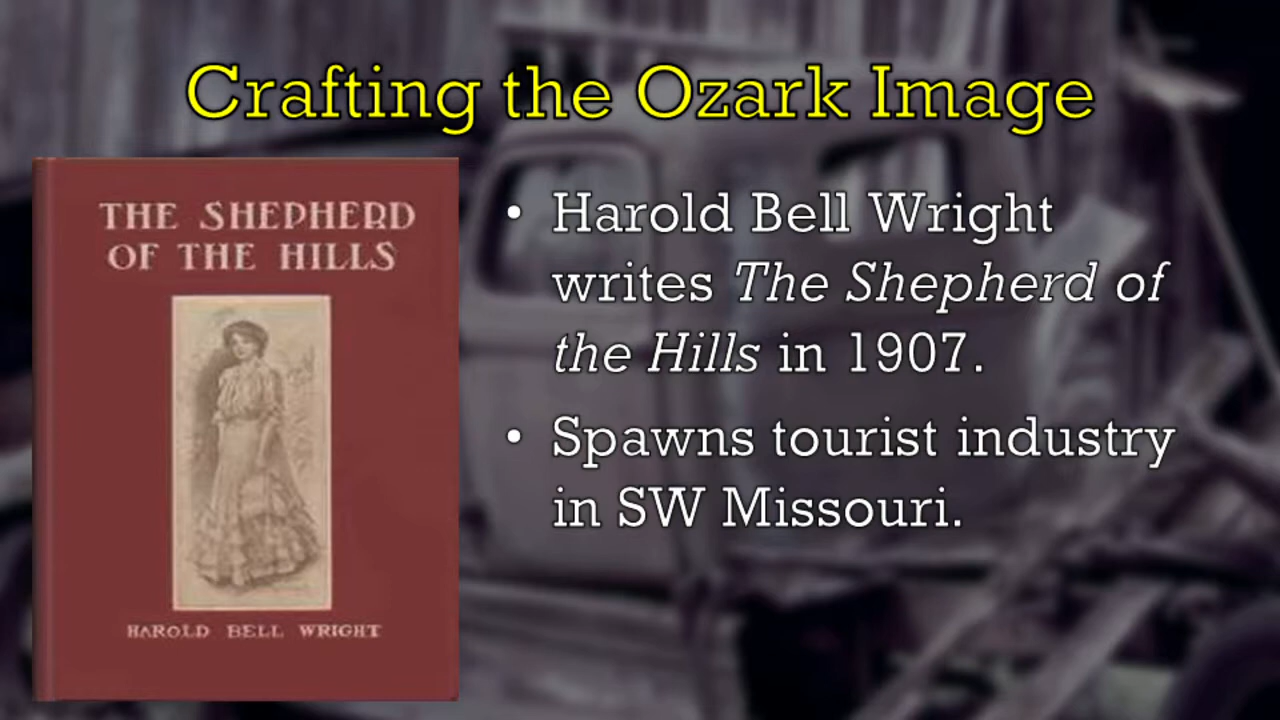 Crafting the Ozark Image
THE SHEPHERD
OF THE HILLS
HAROLD BELL WRIGHT
• Harold Bell Wright
writes The Shepherd of
the Hills in 1907.
• Spawns tourist industry
in SW Missouri.